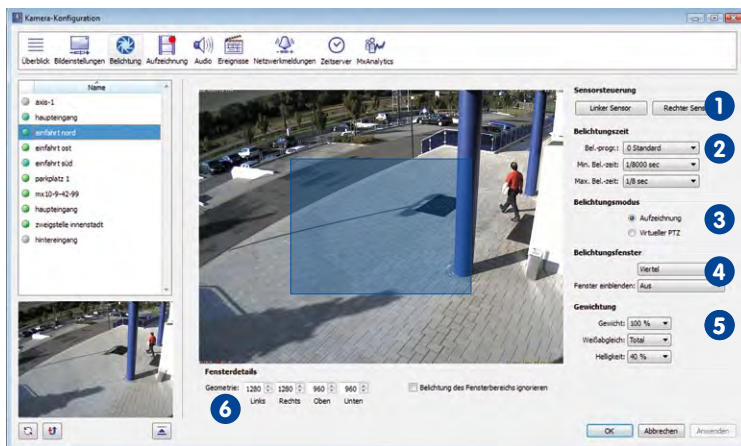 Kamera-Konfiguration
Überblick Bildeinstellungen Belichtung Aufzeichnung Audio Ereignisse Netzwerkmeldungen Zeitserver MxAnalytics
Name
axis-1
haupteingang
einfahrt nord
einfahrt ost
einfahrt süd
parkplatz 1
mx10-9-42-99
haupteingang
zweigstelle innenstadt
hintereingang
Sensorsteuerung
Linker Sensor Rechter
1
Belichtungszeit
Bel.-progr.: 0 Standard
2
Min. Bel.-zeit: 1/8000 sec
Max. Bel.-zeit: 1/8 sec
Belichtungsmodus
Aufzeichnung
3
Virtueller PTZ
Belichtungsfenster
Viertel
4
Fenster einblenden: Aus
Gewichtung
Gewicht: 100 %
5
Weißabgleich: Total
Helligkeit: 40 %
Fensterdetails
Geometrie: 1280 1280 960 960
Belichtung des Fensterbereichs ignorieren
6
Links Rechts Oben Unten
OK Abbrechen Anwenden